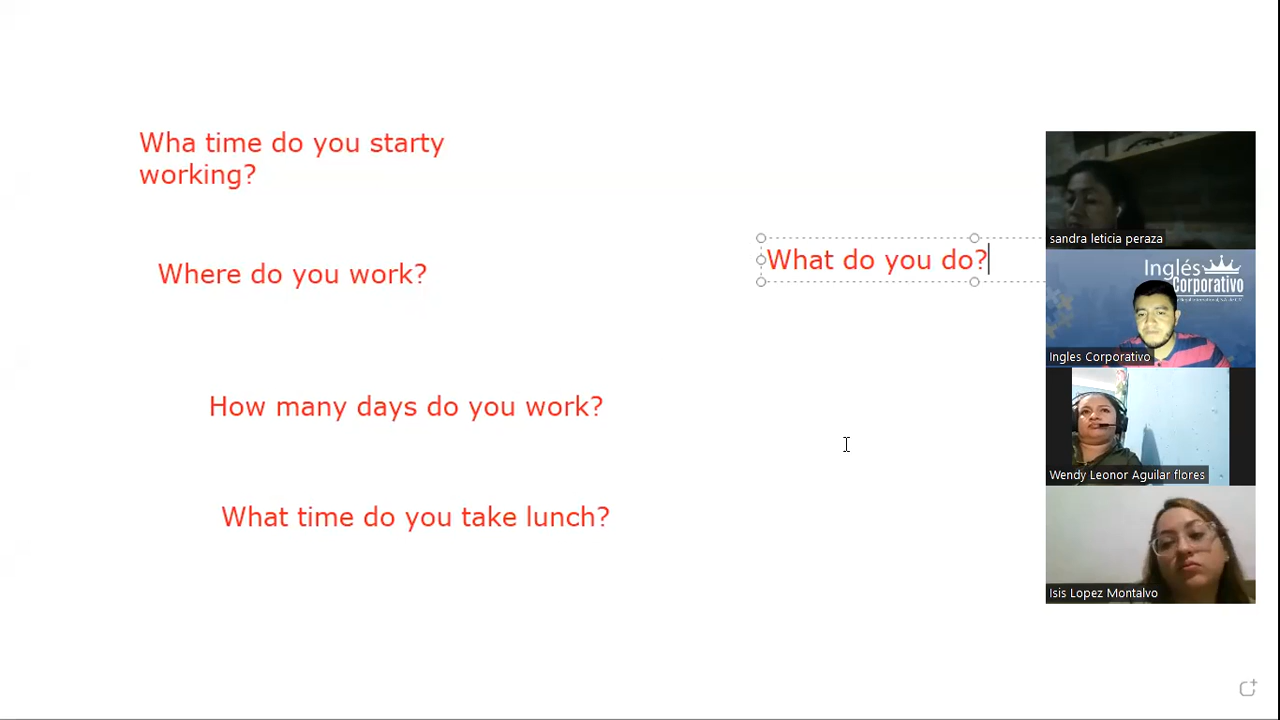 Wha time do you starty
working?
Where do you work?
What do you do?
How many days do you work?
What time do you take lunch?
sandra leticia peraza
Inglés
Corporativo
Ingles Corporativo
Wendy Leonor Aguilar flores
Isis Lopez Montalvo